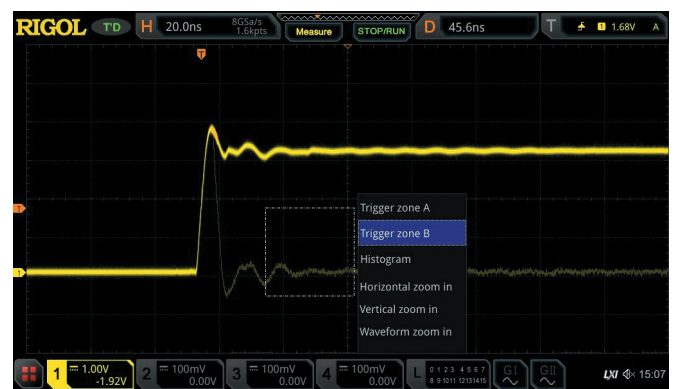 RIGOL T'D H 20.0ns 8GSa/s 1.6kpts Measure STOP/RUN D 45.6ns T 1 1.68V A
T
T
Trigger zone A
Trigger zone B
Histogram
1
Horizontal zoom in
Vertical zoom in
Waveform zoom in
1 1.00V -1.92V 2 100mV 0.00V 3 100mV 0.00V 4 100mV 0.00V L 0 1 2 3 4 5 6 7 8 9 10 11 12 13 14 15 GI GII LXI 15:07